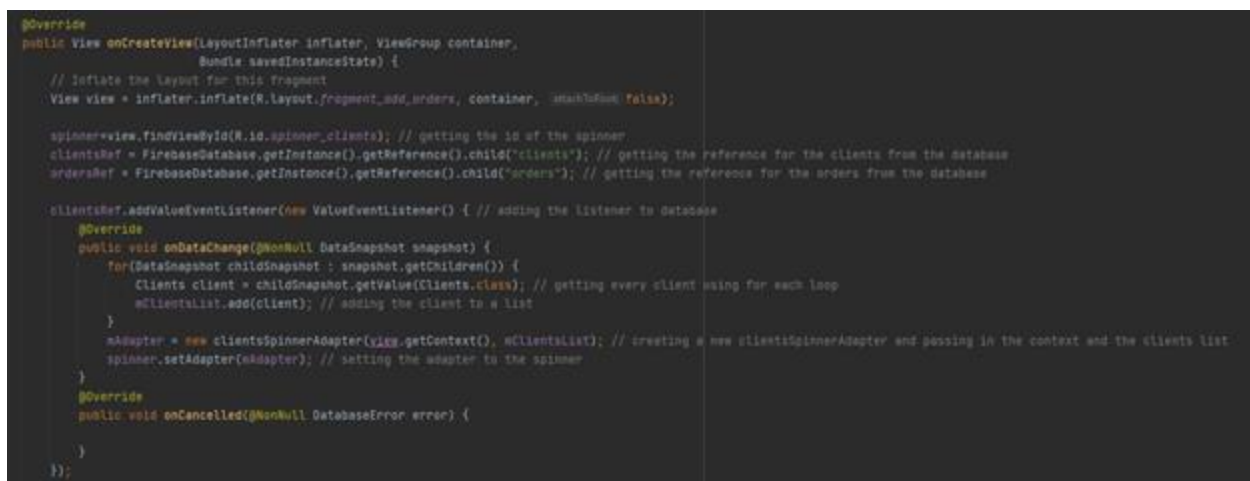 @Override
public View onCreateView(LayoutInflater inflater, ViewGroup container,
Bundle savedInstanceState) {
// Inflate the layout for this fragment
View view = inflater.inflate(R.layout.fragment_add_orders, container, attachToRoot: false);
spinner=view.findViewById(R.id.spinner_clients); // getting the id of the spinner
clientsRef = FirebaseDatabase.getInstance().getReference().child("clients"); // getting the reference for the clients from the database
ordersRef = FirebaseDatabase.getInstance().getReference().child("orders"); // getting the reference for the orders from the database
clientsRef.addValueEventListener(new ValueEventListener() { // adding the listener to database
@Override
public void onDataChange(@NonNull DataSnapshot snapshot) {
for(DataSnapshot childSnapshot : snapshot.getChildren()) {
Clients client = childSnapshot.getValue(Clients.class); // getting every client using for each loop
mClientsList.add(client); // adding the client to a list
}
mAdapter = new clientsSpinnerAdapter(view.getContext(), mClientsList); // creating a new clientsSpinnerAdapter and passing in the context and the clients list
spinner.setAdapter(mAdapter); // setting the adapter to the spinner
}
@Override
public void onCancelled(@NonNull DatabaseError error) {
}
});